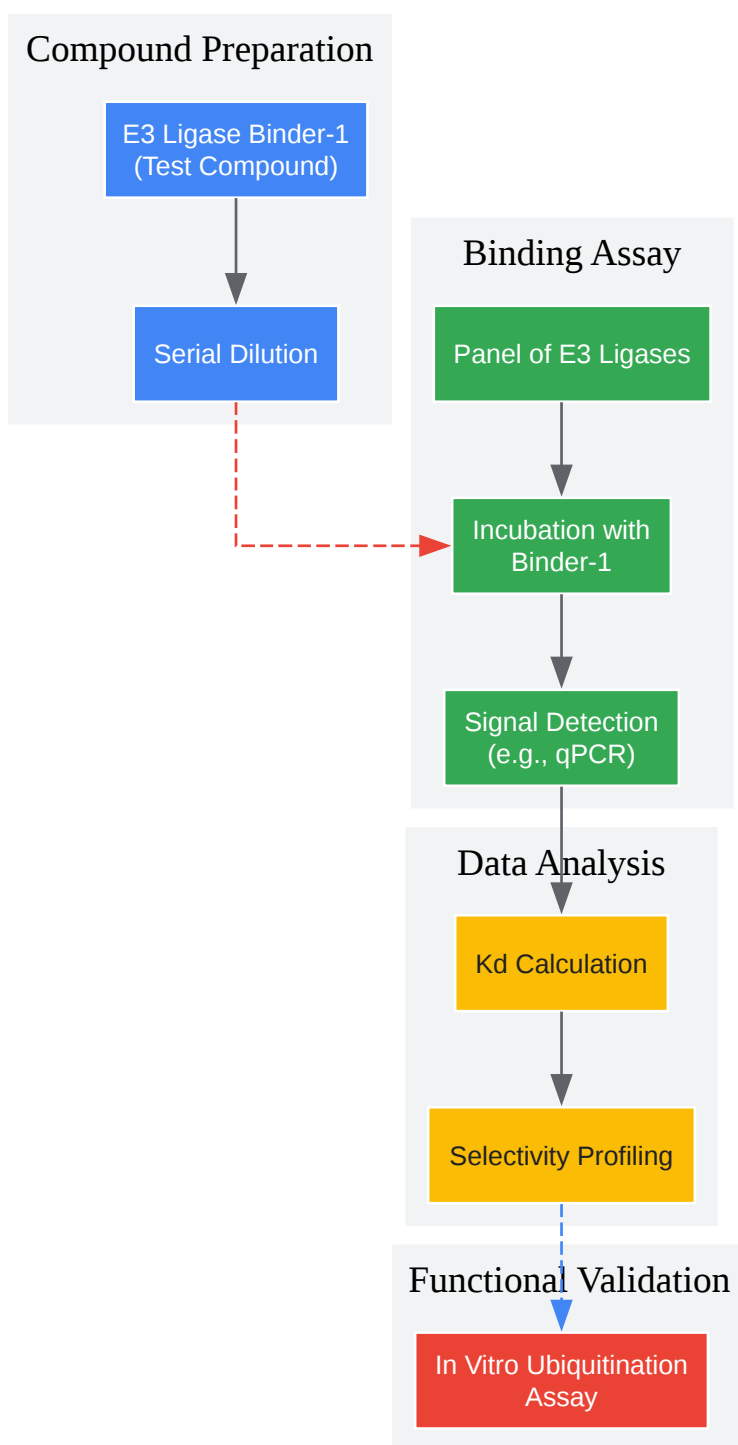 Compound Preparation
E3 Ligase Binder-1
(Test Compound)
Serial Dilution
Binding Assay
Panel of E3 Ligases
Incubation with
Binder-1
Signal Detection
(e.g., qPCR)
Data Analysis
Kd Calculation
Selectivity Profiling
Functional Validation
In Vitro Ubiquitination
Assay